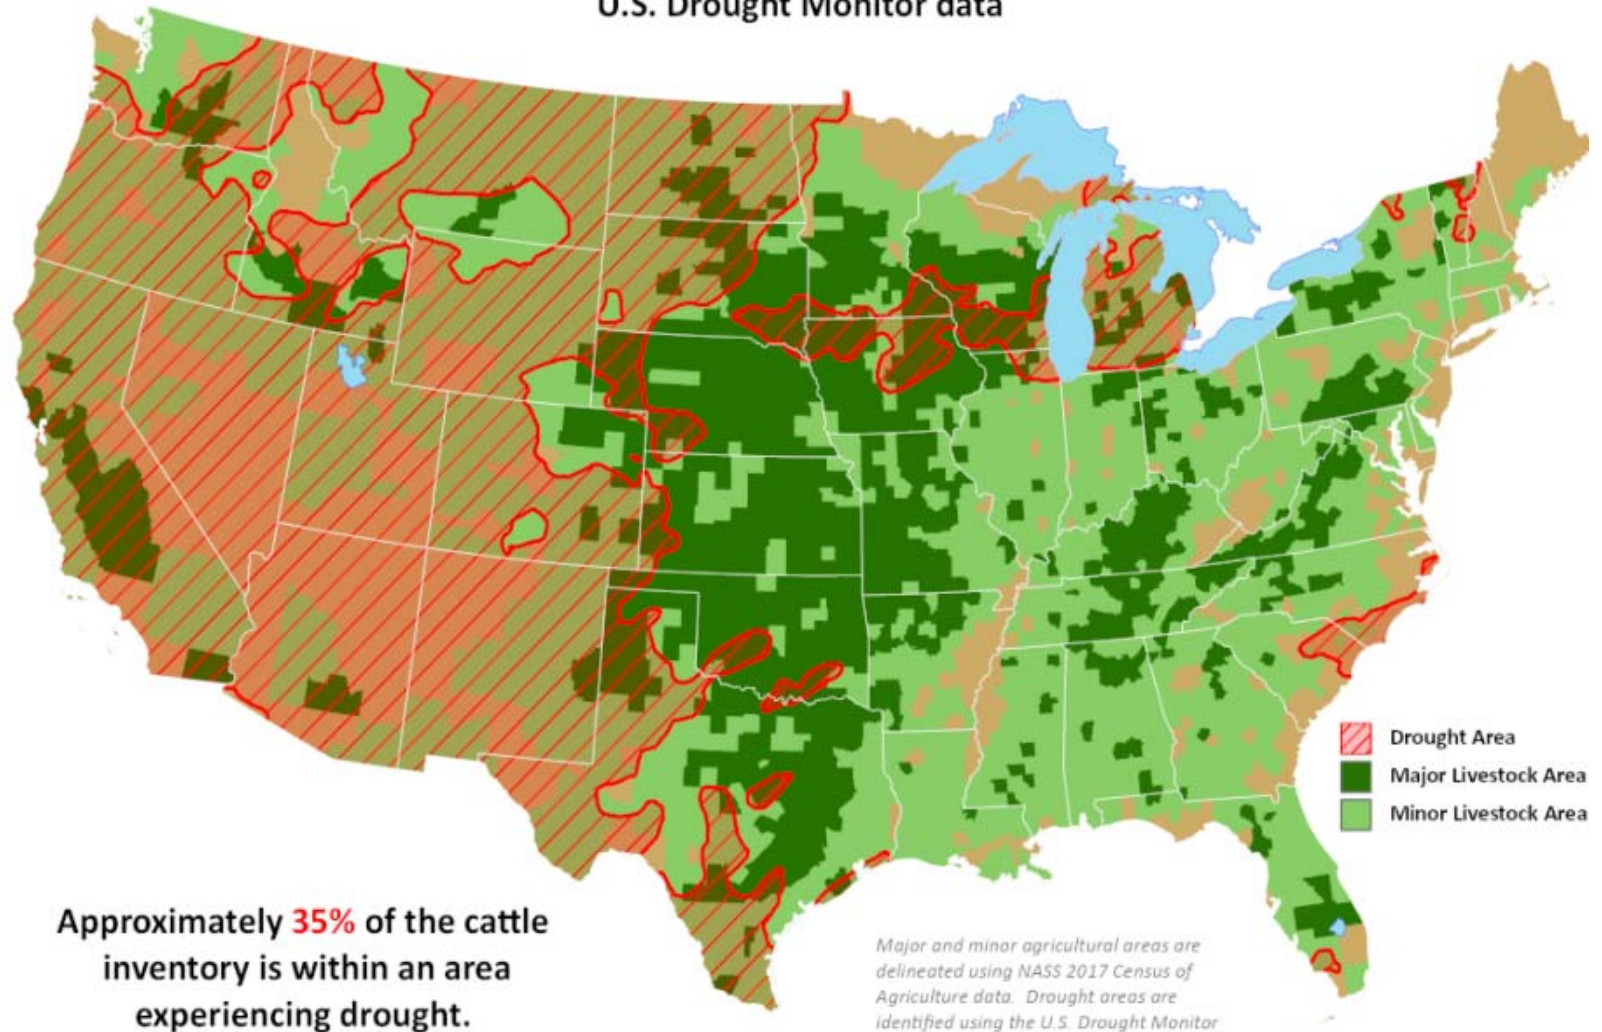 U.S. Drought Monitor data
Drought Area
Major Livestock Area
Minor Livestock Area
Approximately 35% of the cattle
inventory is within an area
experiencing drought.
Major and minor agricultural areas are
delineated using NASS 2017 Census of
Agriculture data. Drought areas are
identified using the U.S. Drought Monitor